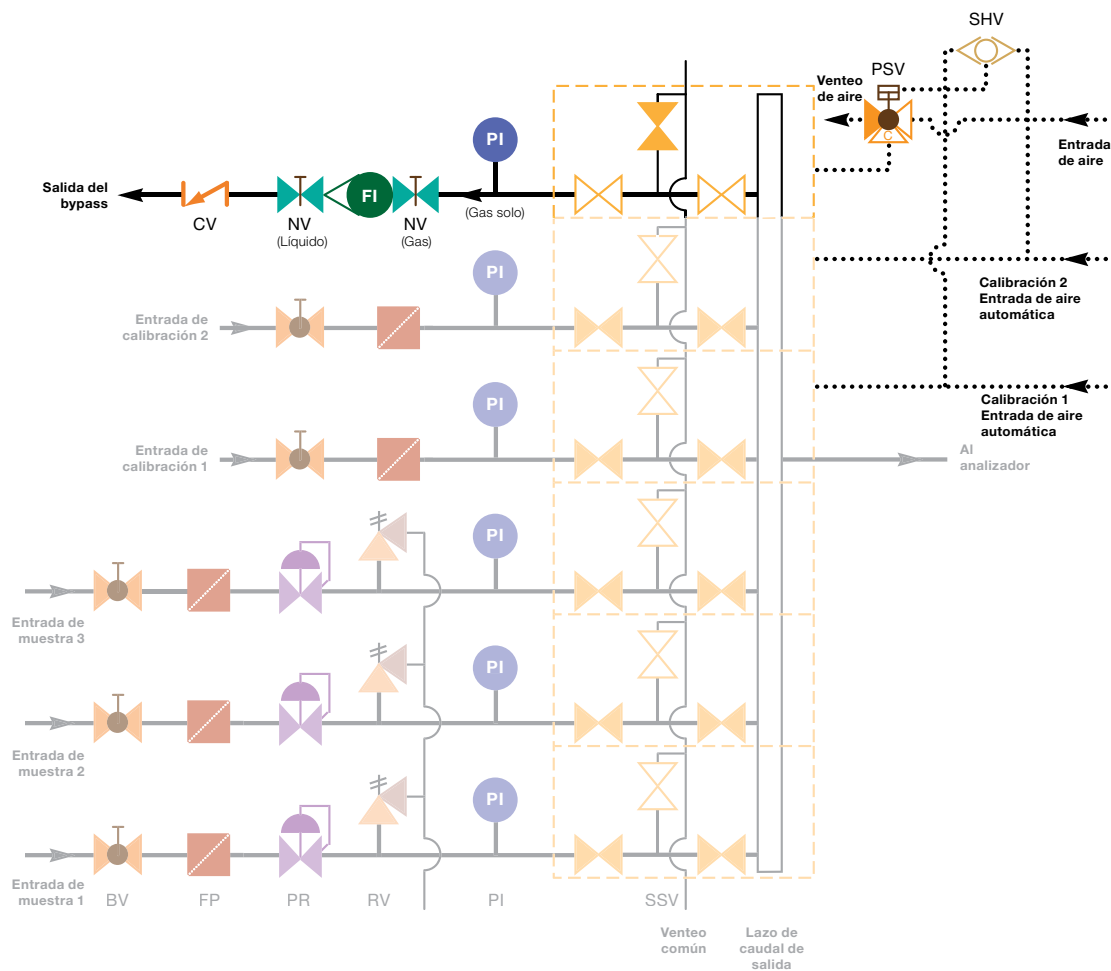 SHV
PSV
Venteo
de aire
C
Entrada
de aire
PI
Salida del
bypass
FI
(Gas solo)
CV
NV
(Líquido)
NV
(Gas)
PI
Calibración 2
Entrada de aire
automática
Entrada de
calibración 2
PI
Calibración 1
Entrada de aire
automática
Entrada de
calibración 1
Al
analizador
PI
Entrada de
muestra 3
PI
Entrada de
muestra 2
PI
Entrada de
muestra 1
BV
FP
PR
RV
PI
SSV
Venteo
común
Lazo de
caudal de
salida